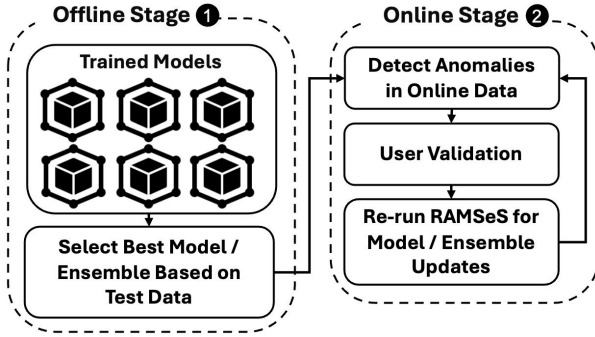 Offline Stage 1
Trained Models
Select Best Model /
Ensemble Based on
Test Data
Online Stage 2
Detect Anomalies
in Online Data
User Validation
Re-run RAMSeS for
Model / Ensemble
Updates